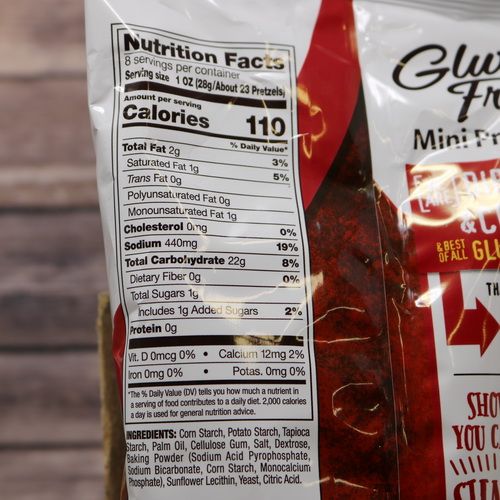 Nutrition Facts
8 servings per container
Serving size 1 OZ (28g/About 23 Pretzels)
Amount per serving
Calories 110
% Daily Value*
Total Fat 2g 3%
Saturated Fat 1g 5%
Trans Fat 0g
Polyunsaturated Fat 0g
Monounsaturated Fat 1g
Cholesterol 0mg 0%
Sodium 440mg 19%
Total Carbohydrate 22g 8%
Dietary Fiber 0g 0%
Total Sugars 1g
Includes 1g Added Sugars 2%
Protein 0g
Vit. D 0mcg 0% • Calcium 12mg 2%
Iron 0mg 0% • Potas. 0mg 0%
*The % Daily Value (DV) tells you how much a nutrient in
a serving of food contributes to a daily diet. 2,000 calories
a day is used for general nutrition advice.
INGREDIENTS: Corn Starch, Potato Starch, Tapioca
Starch, Palm Oil, Cellulose Gum, Salt, Dextrose,
Baking Powder (Sodium Acid Pyrophosphate,
Sodium Bicarbonate, Corn Starch, Monocalcium
Phosphate), Sunflower Lecithin, Yeast, Citric Acid.
Glu
Fr
Mini Pr
& BEST
OF ALL GLU
TH
SHO
YOU C